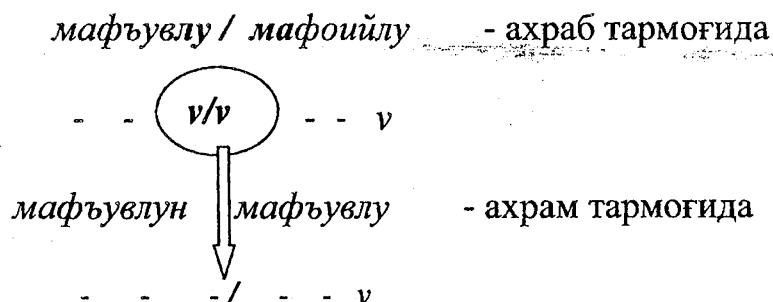 мафъувлу / мафоийлу - ахраб тармоғида
- - v/v - - v
мафъувлун мафъувлу - ахрам тармоғида
- - -/ - - v